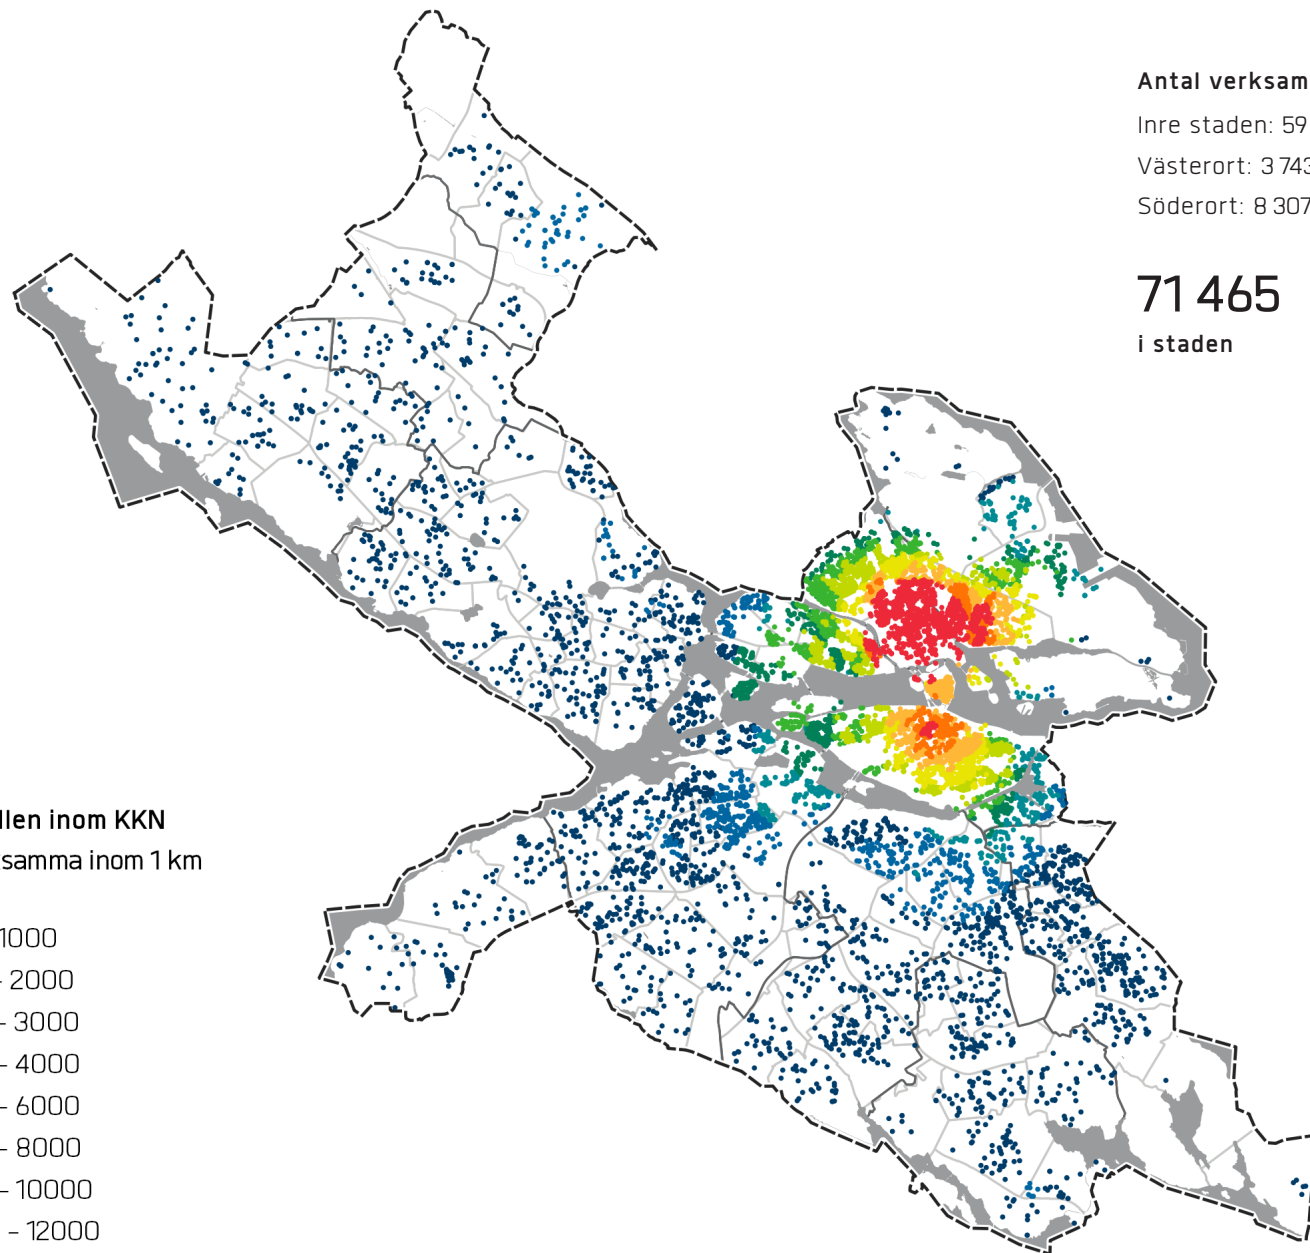 Antal verksam
Inre staden: 59
Västerort: 3 743
Söderort: 8 307
71 465
i staden
llen inom KKN
samma inom 1 km
1000
- 2000
- 3000
- 4000
- 6000
- 8000
- 10000
- 12000